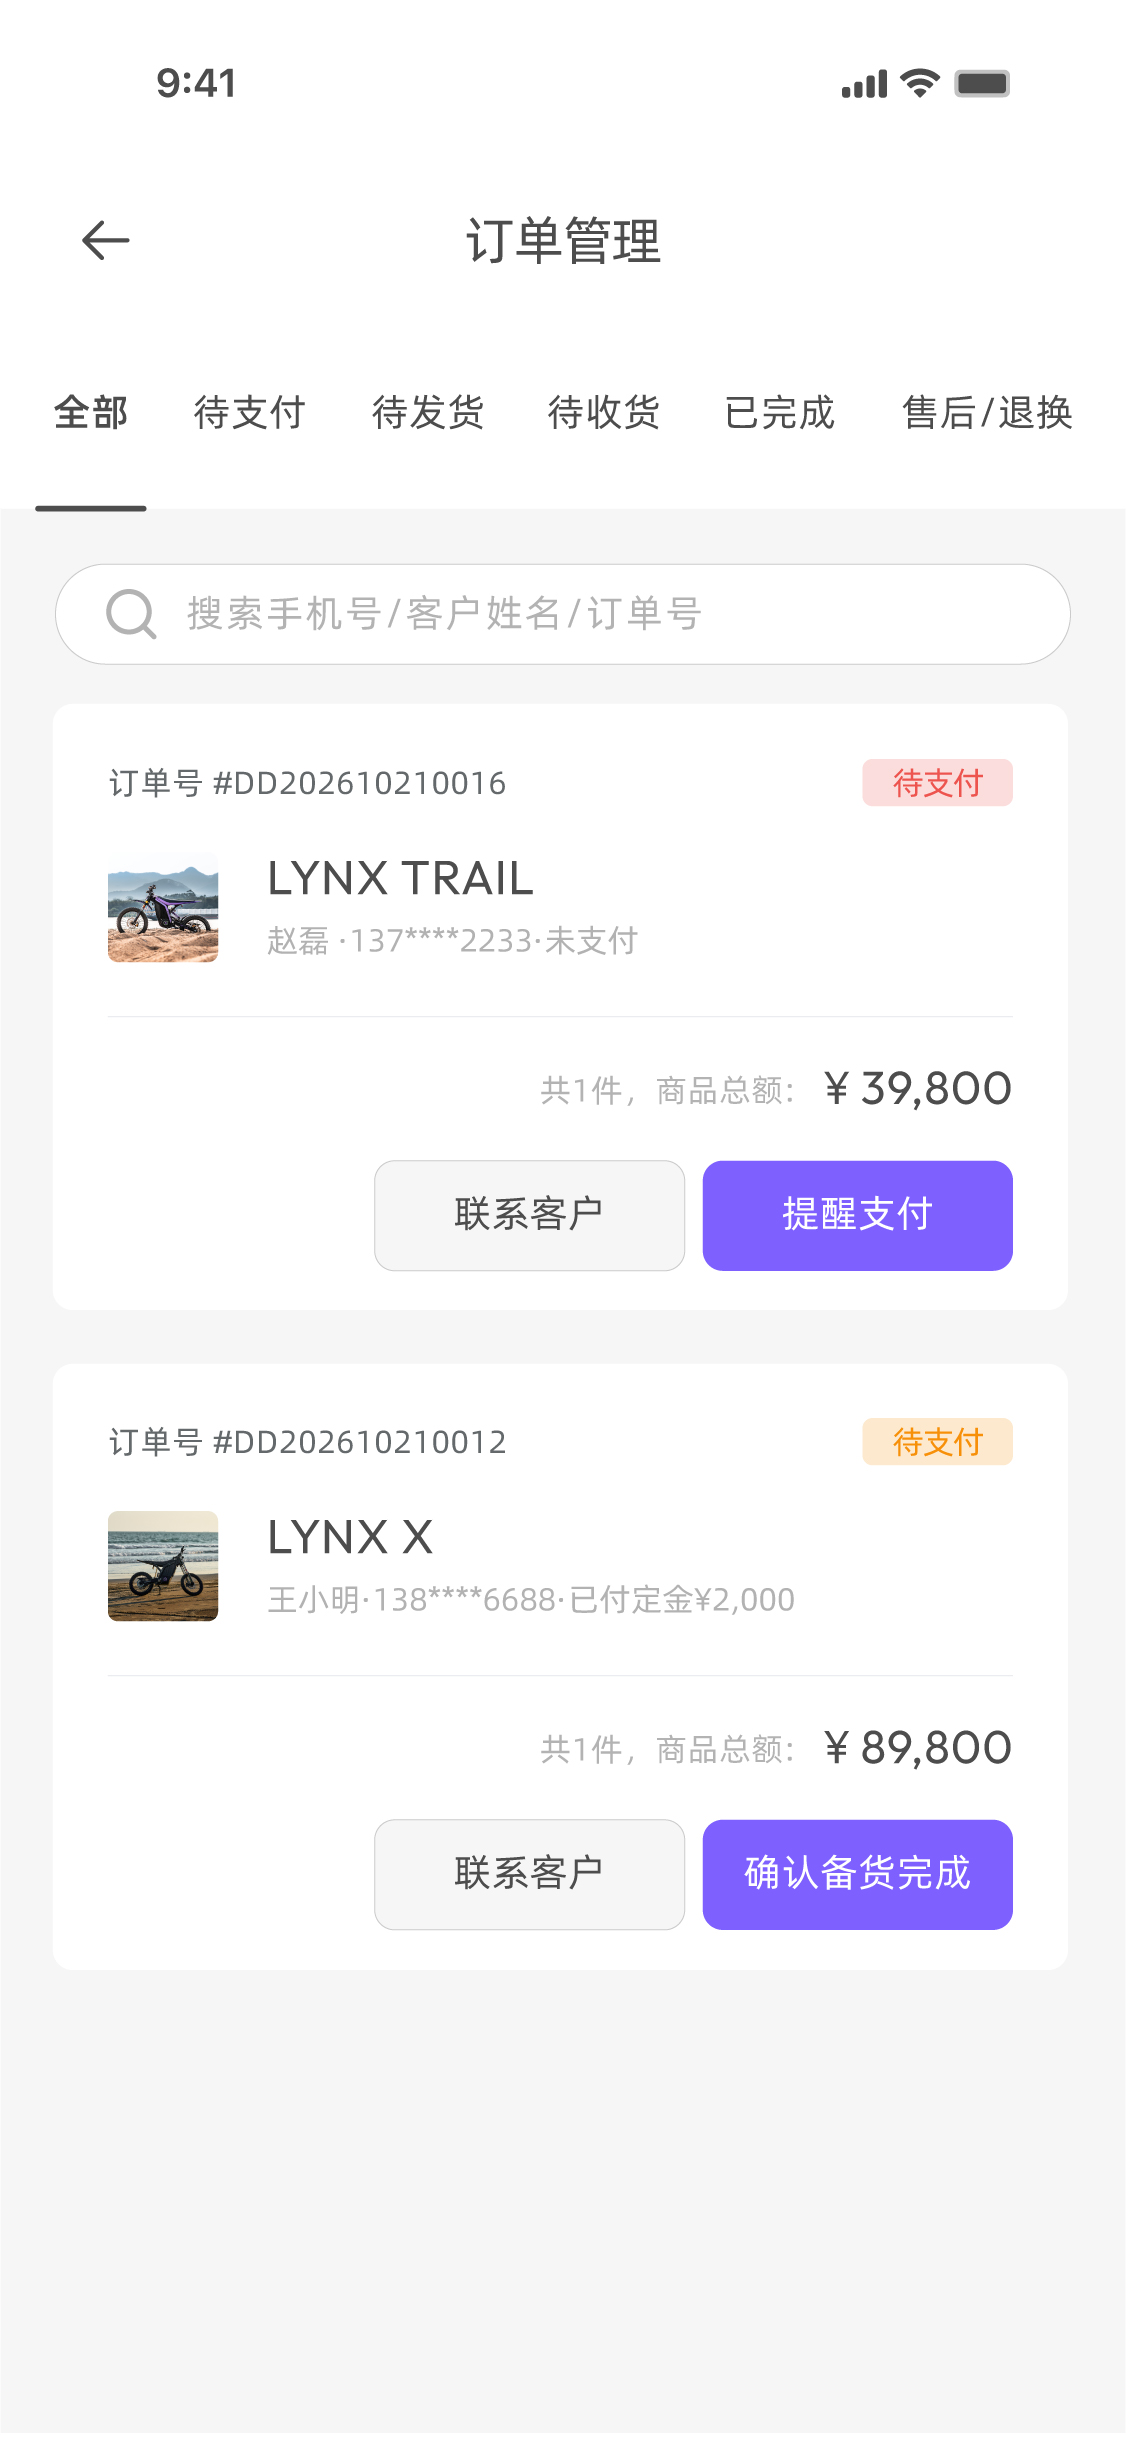 9:41
订单管理
全部 待支付 待发货 待收货 已完成 售后/退换
搜索手机号/客户姓名/订单号
订单号 #DD202610210016 待支付
LYNX TRAIL
赵磊 ·137****2233·未支付
共1件，商品总额： ¥ 39,800
联系客户 提醒支付
订单号 #DD202610210012 待支付
LYNX X
王小明·138****6688·已付定金¥2,000
共1件，商品总额： ¥ 89,800
联系客户 确认备货完成